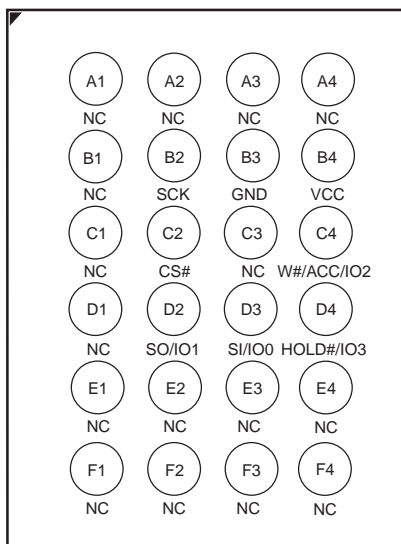 A1 A2 A3 A4
NC NC NC NC
B1 B2 B3 B4
NC SCK GND VCC
C1 C2 C3 C4
NC CS# NC W#/ACC/IO2
D1 D2 D3 D4
NC SO/IO1 SI/IO0 HOLD#/IO3
E1 E2 E3 E4
NC NC NC NC
F1 F2 F3 F4
NC NC NC NC